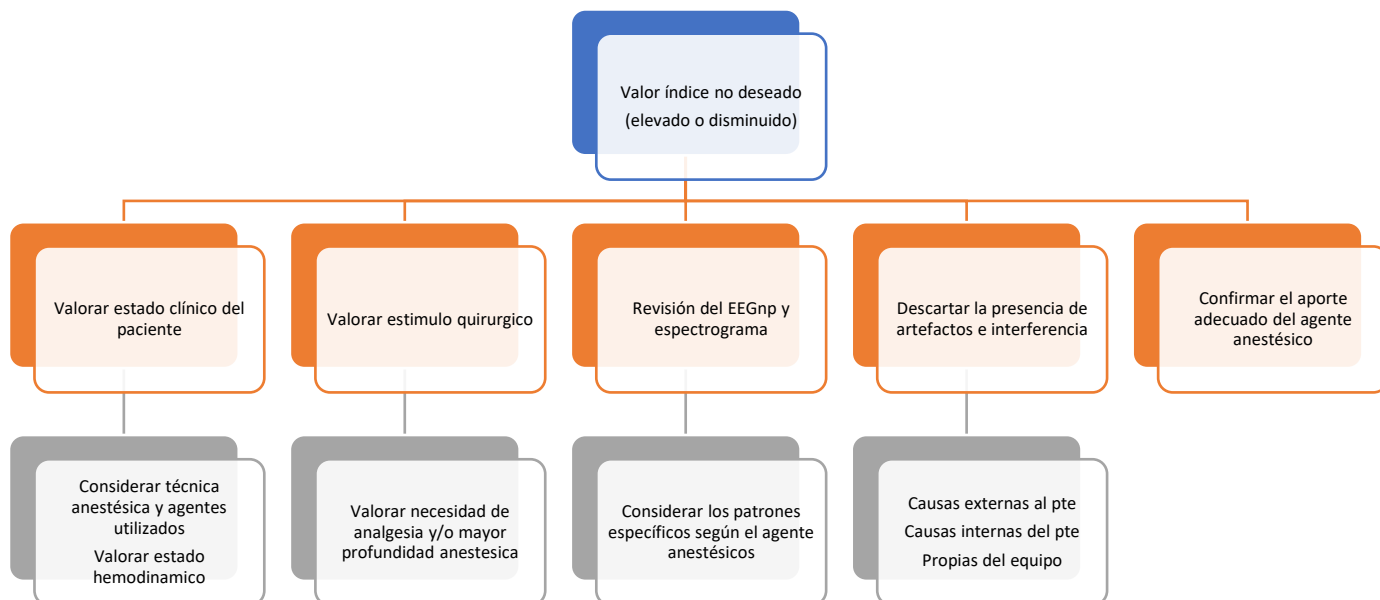 Valor índice no deseado
(elevado o disminuido)
Valorar estado clínico del
paciente
Valorar estimulo quirurgico
Revisión del EEGnp y
espectrograma
Descartar la presencia de
artefactos e interferencia
Confirmar el aporte
adecuado del agente
anestésico
Considerar técnica
anestésica y agentes
utilizados
Valorar estado
hemodinamico
Valorar necesidad de
analgesia y/o mayor
profundidad anestesica
Considerar los patrones
específicos según el agente
anestésicos
Causas externas al pte
Causas internas del pte
Propias del equipo